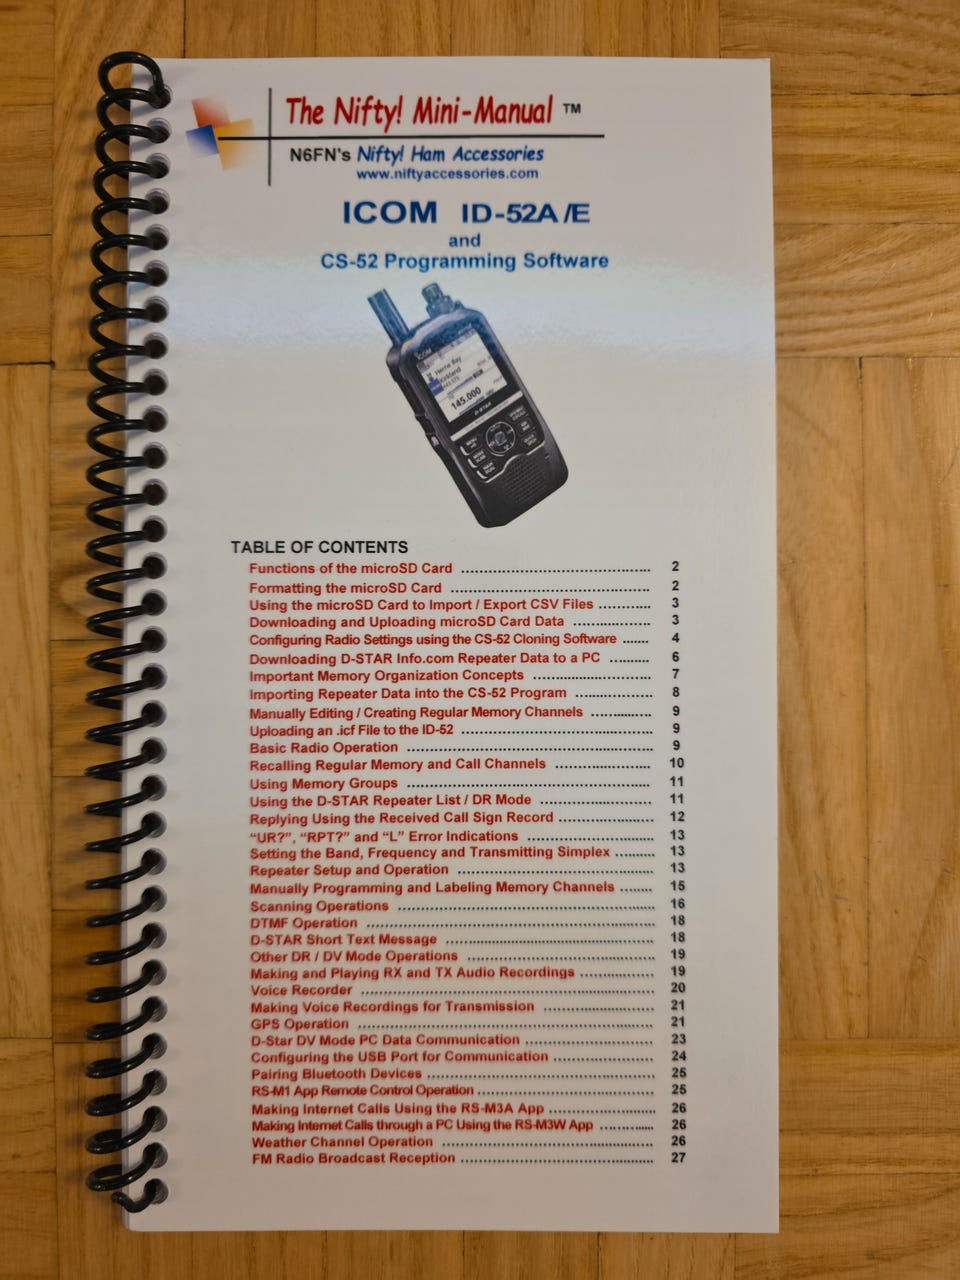 The Nifty! Mini-Manual ™
N6FN's Nifty! Ham Accessories
www.niftyaccessories.com
ICOM ID-52A/E
and
CS-52 Programming Software
ICOM
Herne Bay
Kirkland
145.000
D-STAR
TABLE OF CONTENTS
Functions of the microSD Card ........................ 2
Formatting the microSD Card ........................ 2
Using the microSD Card to Import / Export CSV Files ............ 3
Downloading and Uploading microSD Card Data .................. 3
Configuring Radio Settings using the CS-52 Cloning Software ....... 4
Downloading D-STAR Info.com Repeater Data to a PC .......... 6
Important Memory Organization Concepts ........................ 7
Importing Repeater Data into the CS-52 Program .................. 8
Manually Editing / Creating Regular Memory Channels ............... 9
Uploading an .icf File to the ID-52 ........................ 9
Basic Radio Operation ........................ 9
Recalling Regular Memory and Call Channels ........................ 10
Using Memory Groups ........................ 11
Using the D-STAR Repeater List / DR Mode ........................ 11
Replying Using the Received Call Sign Record ........................ 12
“UR?”, “RPT?” and “L” Error Indications ........................ 13
Setting the Band, Frequency and Transmitting Simplex .......... 13
Repeater Setup and Operation ........................ 13
Manually Programming and Labeling Memory Channels ........ 15
Scanning Operations ........................ 16
DTMF Operation ........................ 18
D-STAR Short Text Message ........................ 18
Other DR / DV Mode Operations ........................ 19
Making and Playing RX and TX Audio Recordings .................. 19
Voice Recorder ........................ 20
Making Voice Recordings for Transmission ........................ 21
GPS Operation ........................ 21
D-Star DV Mode PC Data Communication ........................ 23
Configuring the USB Port for Communication ........................ 24
Pairing Bluetooth Devices ........................ 25
RS-M1 App Remote Control Operation ........................ 25
Making Internet Calls Using the RS-M3A App ........................ 26
Making Internet Calls through a PC Using the RS-M3W App ............. 26
Weather Channel Operation ........................ 26
FM Radio Broadcast Reception ........................ 27